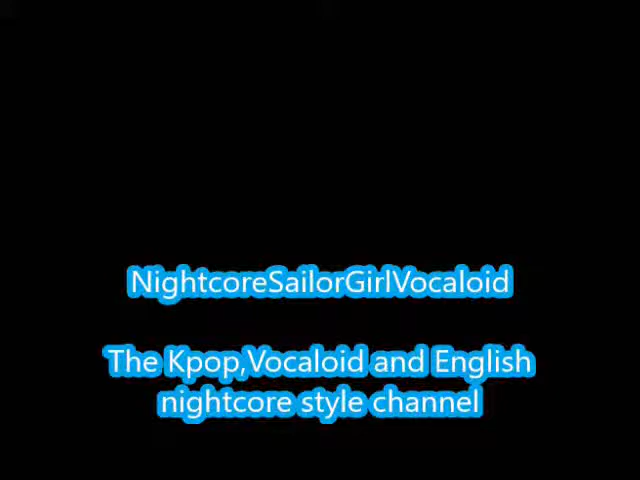 NightcoreSailorGirlVocaloid
The Kpop,Vocaloid and English
nightcore style channel